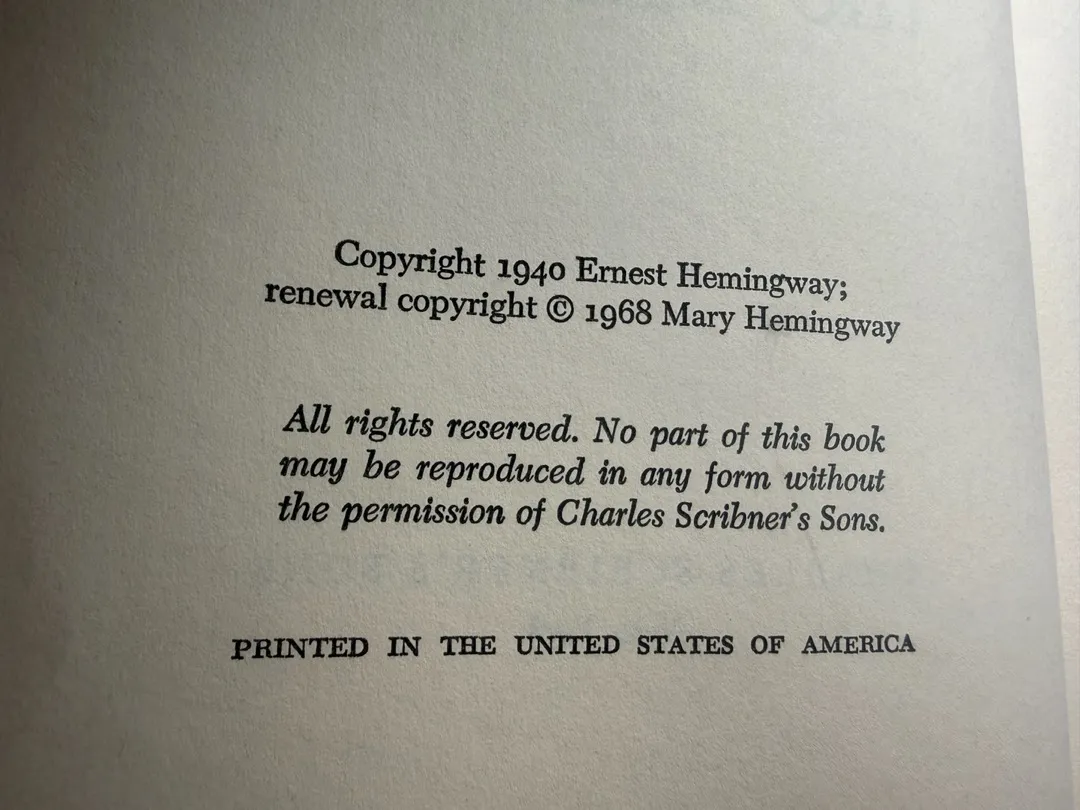 Copyright 1940 Ernest Hemingway;
renewal copyright © 1968 Mary Hemingway
All rights reserved. No part of this book
may be reproduced in any form without
the permission of Charles Scribner's Sons.
PRINTED IN THE UNITED STATES OF AMERICA